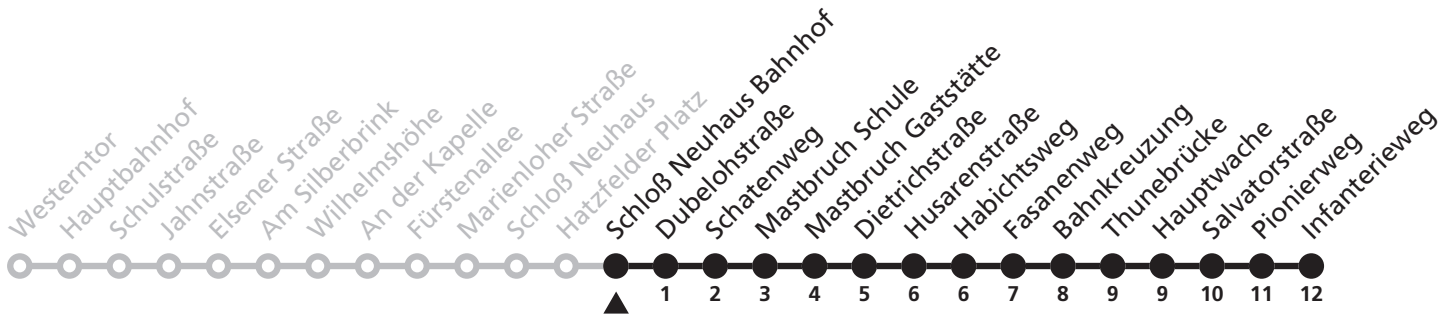 Westerntor
Hauptbahnhof
Schulstraße
Jahnstraße
Elsener Straße
Am Silberbrink
Wilhelmshöhe
An der Kapelle
Fürstenallee
Marienloher Straße
Schloß Neuhaus
Hatzfelder Platz
Schloß Neuhaus Bahnhof
Dubelohstraße
Schatenweg
Mastbruch Schule
Mastbruch Gaststätte
Dietrichstraße
Husarenstraße
Habichtsweg
Fasanenweg
Bahnkreuzung
Thunebrücke
Hauptwache
Salvatorstraße
Pionierweg
Infanterieweg
1 2 3 4 5 6 6 7 8 9 9 10 11 12